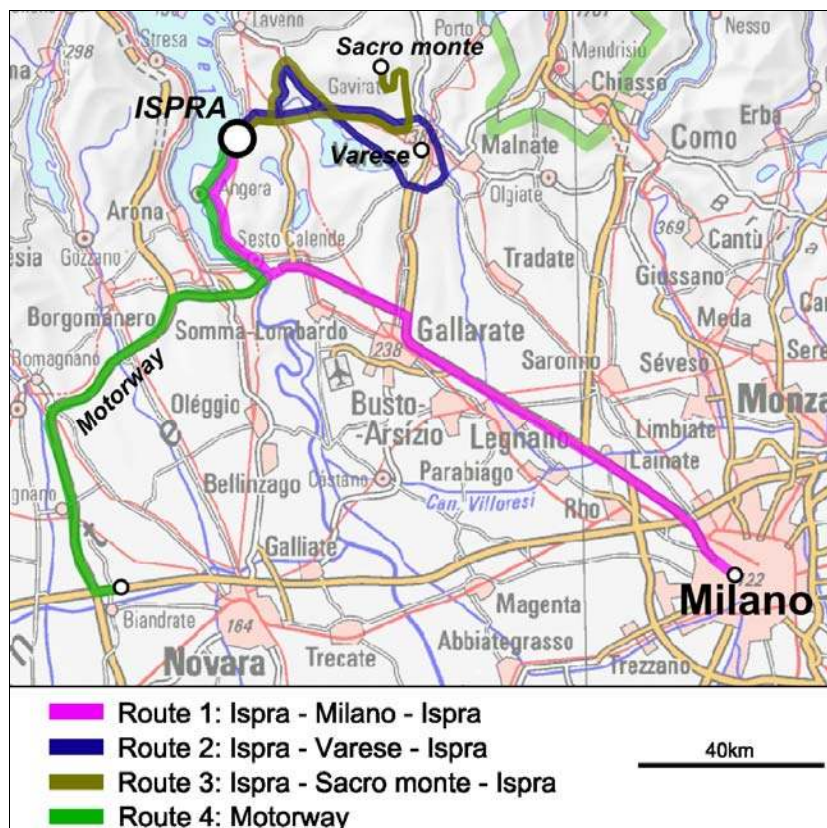 Laveno
Porto
Nesso
Stresa
298
Sacro monte
Mendrisio
Gavirat
Chiasso
Erba
ISPRA
Como
Varese
Malnate
Angera
Olgiate
Arona
369
Cantù
Sesto Calende
Tradate
Gozzano
Giussano
Borgomanero
Somma-Lombardo
Gallarate
Meda
238
Saronno
Séveso
Romagnano
Motorway
Oléggio
Busto-
-Arsizio
Monza
Legnano
Limbiate
Lainate
Bellinzago
Parabiago
Can. Villoresi
Rho
Galliate
22
Magenta
Milano
Biandrate
164
Novara
Trecate
Abbiategrasso
Trezzano
Route 1: Ispra - Milano - Ispra
Route 2: Ispra - Varese - Ispra
40km
Route 3: Ispra - Sacro monte - Ispra
Route 4: Motorway